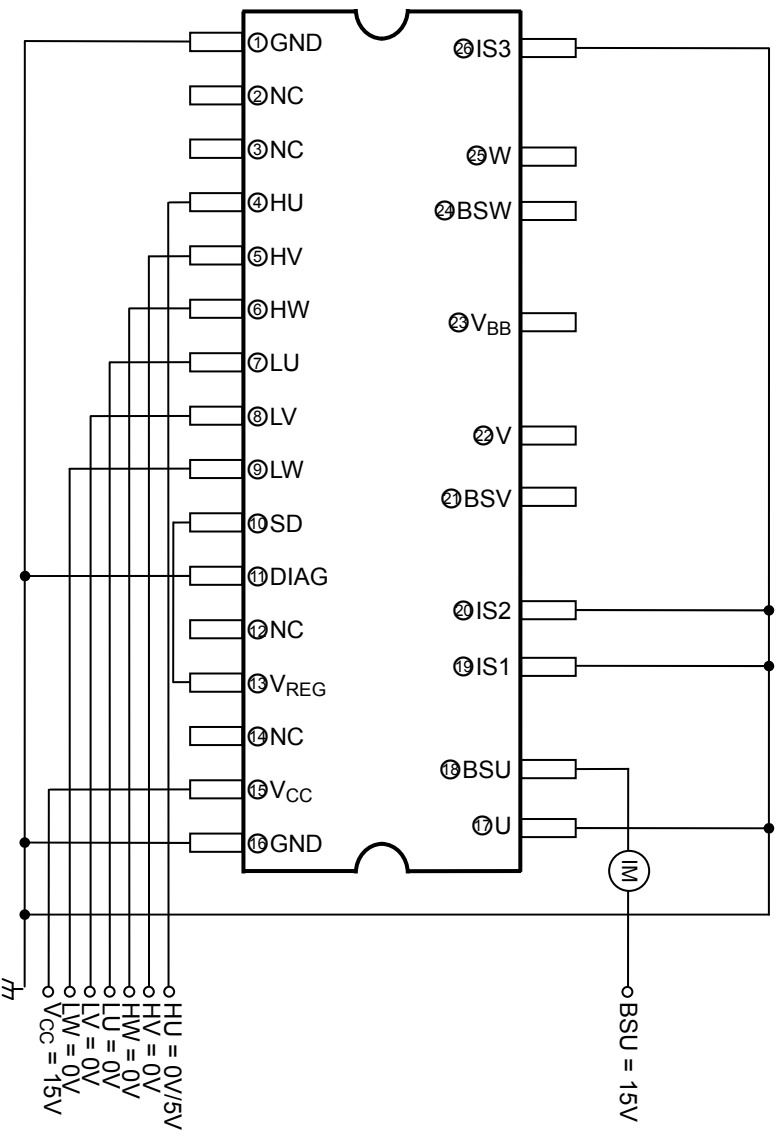 ①GND
②NC
③NC
④HU
⑤HV
⑥HW
⑦LU
⑧LV
⑨LW
⑩SD
⑪DIAG
⑫NC
⑬VREG
⑭NC
⑮VCC
⑯GND
㉖IS3
㉕W
㉔BSW
㉓VBB
㉒V
㉑BSV
⑳IS2
⑲IS1
⑱BSU
⑰U
IM
BSU = 15V
HU = 0V/5V
HV = 0V
HW = 0V
LU = 0V
LV = 0V
LW = 0V
VCC = 15V